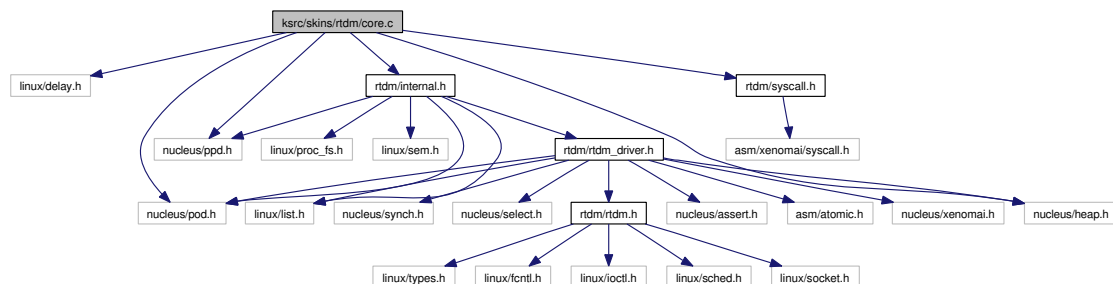 ksrc/skins/rtdm/core.c
linux/delay.h
rtdm/internal.h
rtdm/syscall.h
nucleus/ppd.h
linux/proc_fs.h
linux/sem.h
rtdm/rtdm_driver.h
asm/xenomai/syscall.h
nucleus/pod.h
linux/list.h
nucleus/synch.h
nucleus/select.h
rtdm/rtdm.h
nucleus/assert.h
asm/atomic.h
nucleus/xenomai.h
nucleus/heap.h
linux/types.h
linux/fcntl.h
linux/ioctl.h
linux/sched.h
linux/socket.h